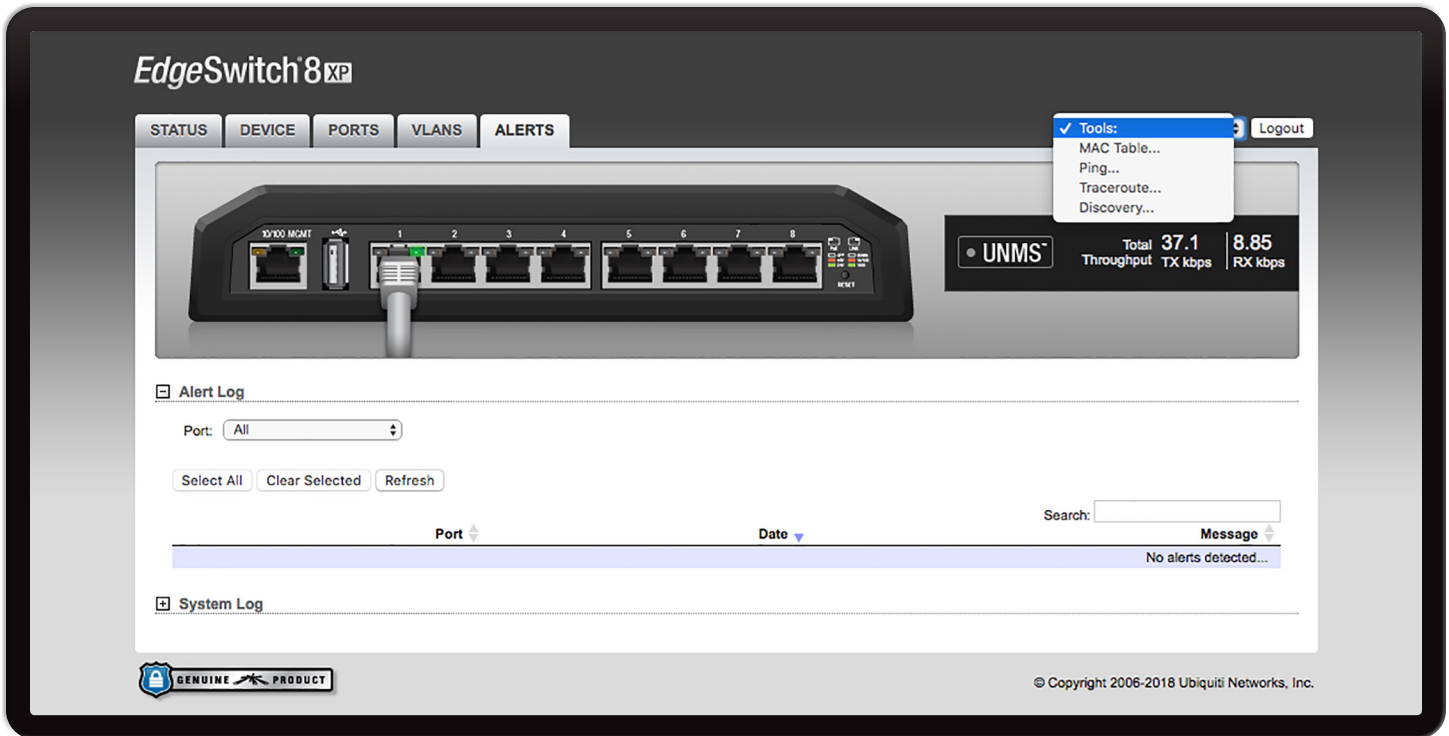 EdgeSwitch®8 XP
STATUS DEVICE PORTS VLANS ALERTS
✓ Tools:
MAC Table...
Ping...
Traceroute...
Discovery...
Logout
10/100 MGMT 1 2 3 4 5 6 7 8
RESET
UNMS™
Total Throughput
37.1 TX kbps
8.85 RX kbps
Alert Log
Port: All
Select All Clear Selected Refresh
Search:
Port Date Message
No alerts detected...
System Log
GENUINE PRODUCT
© Copyright 2006-2018 Ubiquiti Networks, Inc.